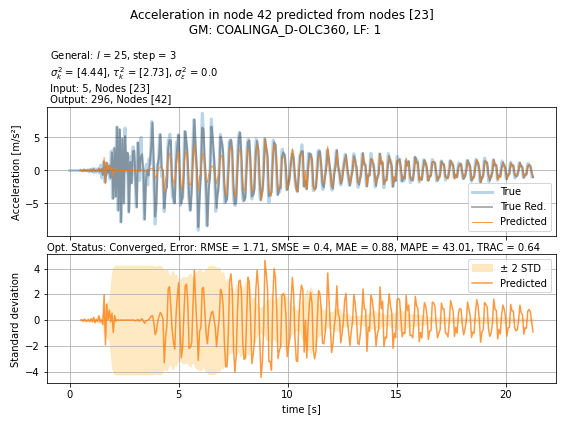 Acceleration in node 42 predicted from nodes [23]
GM: COALINGA_D-OLC360, LF: 1
General: l = 25, step = 3
σ²ₖ = [4.44], τ²ₖ = [2.73], σ²ε = 0.0
Input: 5, Nodes [23]
Output: 296, Nodes [42]
Acceleration [m/s²]
5
0
−5
True
True Red.
Predicted
Opt. Status: Converged, Error: RMSE = 1.71, SMSE = 0.4, MAE = 0.88, MAPE = 43.01, TRAC = 0.64
Standard deviation
4
2
0
−2
−4
± 2 STD
Predicted
0 5 10 15 20
time [s]